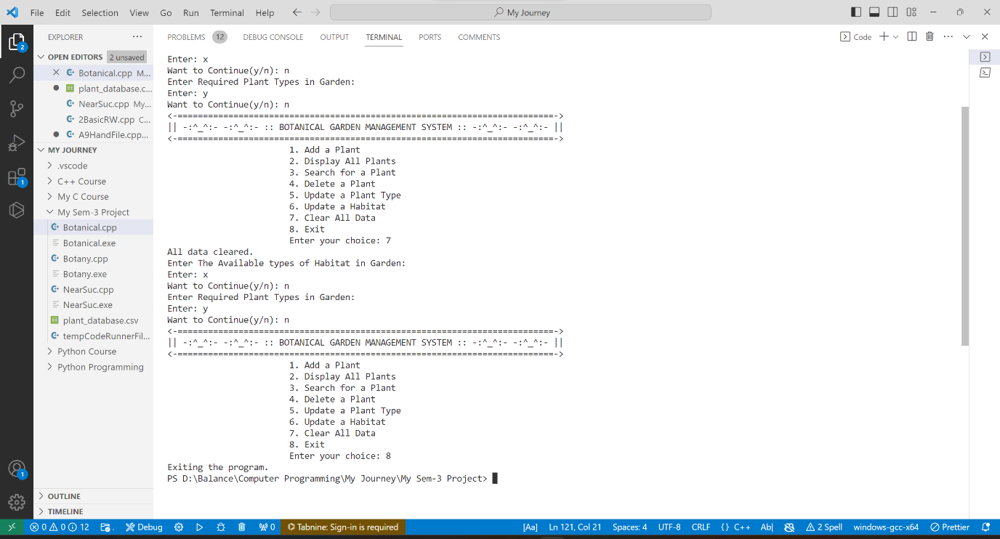 File Edit Selection View Go Run Terminal Help My Journey
EXPLORER
OPEN EDITORS 2 unsaved
Botanical.cpp M...
plant_database.c...
NearSuc.cpp My...
2BasicRW.cpp C...
A9HandFile.cpp...
MY JOURNEY
.vscode
C++ Course
My C Course
My Sem-3 Project
Botanical.cpp
Botanical.exe
Botany.cpp
Botany.exe
NearSuc.cpp
NearSuc.exe
plant_database.csv
tempCodeRunnerFil...
Python Course
Python Programming
OUTLINE
TIMELINE
2
1
1
PROBLEMS 12 DEBUG CONSOLE OUTPUT TERMINAL PORTS COMMENTS Code
Enter: x
Want to Continue(y/n): n
Enter Required Plant Types in Garden:
Enter: y
Want to Continue(y/n): n
<-==========================================================================->
|| -:^_^:- -:^_^:- :: BOTANICAL GARDEN MANAGEMENT SYSTEM :: -:^_^:- -:^_^:- ||
<-==========================================================================->
1. Add a Plant
2. Display All Plants
3. Search for a Plant
4. Delete a Plant
5. Update a Plant Type
6. Update a Habitat
7. Clear All Data
8. Exit
Enter your choice: 7
All data cleared.
Enter The Available types of Habitat in Garden:
Enter: x
Want to Continue(y/n): n
Enter Required Plant Types in Garden:
Enter: y
Want to Continue(y/n): n
<-==========================================================================->
|| -:^_^:- -:^_^:- :: BOTANICAL GARDEN MANAGEMENT SYSTEM :: -:^_^:- -:^_^:- ||
<-==========================================================================->
1. Add a Plant
2. Display All Plants
3. Search for a Plant
4. Delete a Plant
5. Update a Plant Type
6. Update a Habitat
7. Clear All Data
8. Exit
Enter your choice: 8
Exiting the program.
PS D:\Balance\Computer Programming\My Journey\My Sem-3 Project>
0 0 12 Debug 0 Tabnine: Sign-in is required [Aa] Ln 121, Col 21 Spaces: 4 UTF-8 CRLF {} C++ Ab| 2 Spell windows-gcc-x64 Prettier